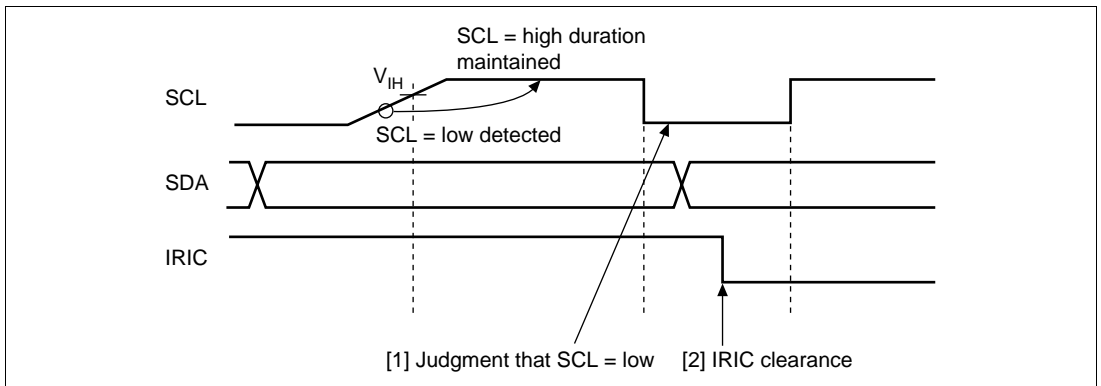 SCL = high duration
maintained
VIH
SCL
SCL = low detected
SDA
IRIC
[1] Judgment that SCL = low
[2] IRIC clearance